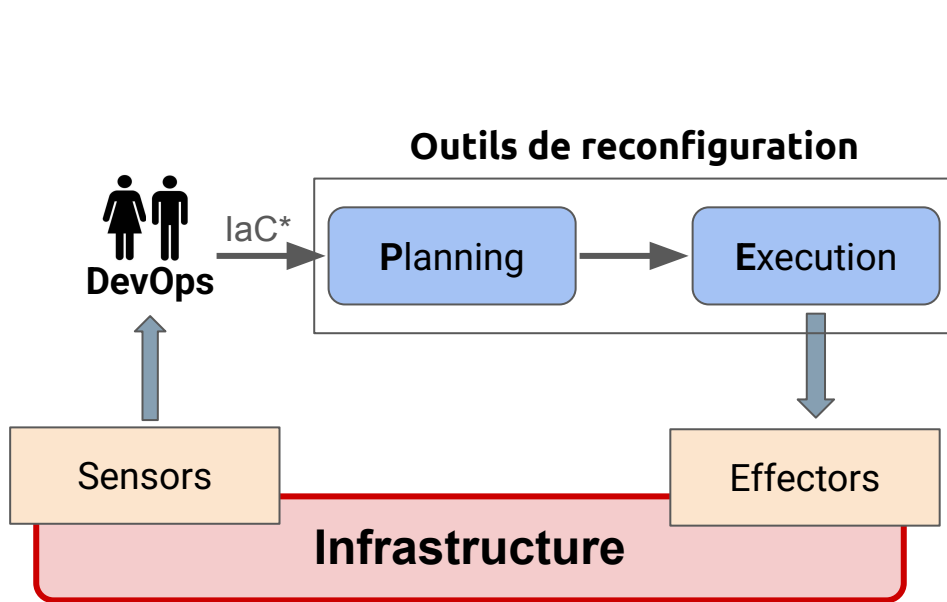 Outils de reconfiguration
IaC*
DevOps
Planning
Execution
Sensors
Effectors
Infrastructure